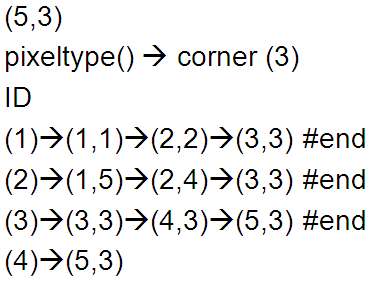 (5,3)
pixeltype() → corner (3)
ID
(1)→(1,1)→(2,2)→(3,3) #end
(2)→(1,5)→(2,4)→(3,3) #end
(3)→(3,3)→(4,3)→(5,3) #end
(4)→(5,3)